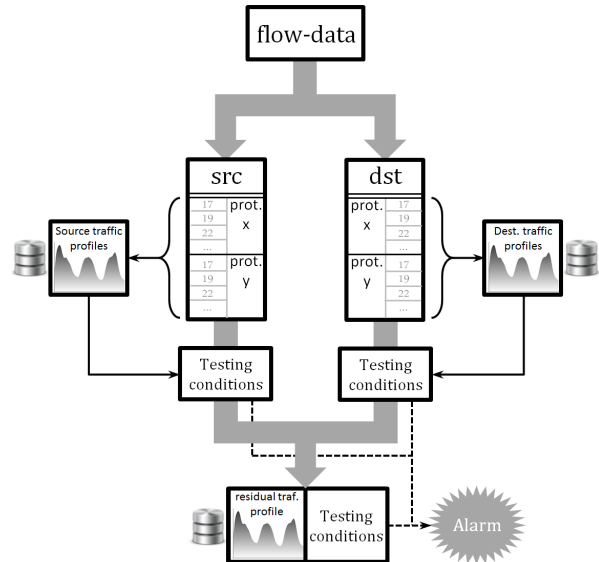 flow-data
src
dst
prot.
x
17
19
22
...
prot.
y
17
19
22
...
prot.
x
17
19
22
...
prot.
y
17
19
22
...
Source traffic
profiles
Dest. traffic
profiles
Testing
conditions
Testing
conditions
residual traf.
profile
Testing
conditions
Alarm